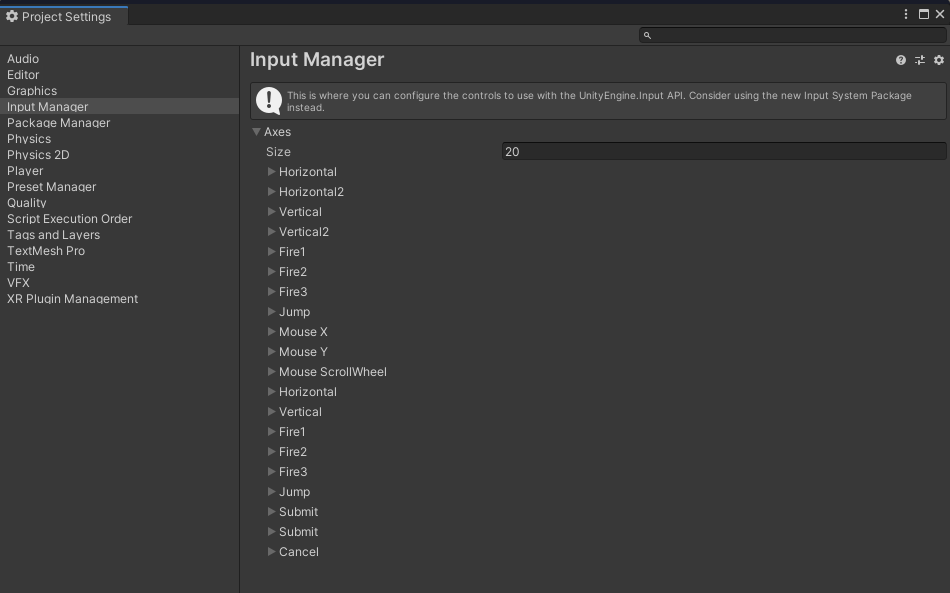 Project Settings
Audio
Editor
Graphics
Input Manager
Package Manager
Physics
Physics 2D
Player
Preset Manager
Quality
Script Execution Order
Tags and Layers
TextMesh Pro
Time
VFX
XR Plugin Management
Input Manager
This is where you can configure the controls to use with the UnityEngine.Input API. Consider using the new Input System Package
instead.
Axes
Size 20
Horizontal
Horizontal2
Vertical
Vertical2
Fire1
Fire2
Fire3
Jump
Mouse X
Mouse Y
Mouse ScrollWheel
Horizontal
Vertical
Fire1
Fire2
Fire3
Jump
Submit
Submit
Cancel